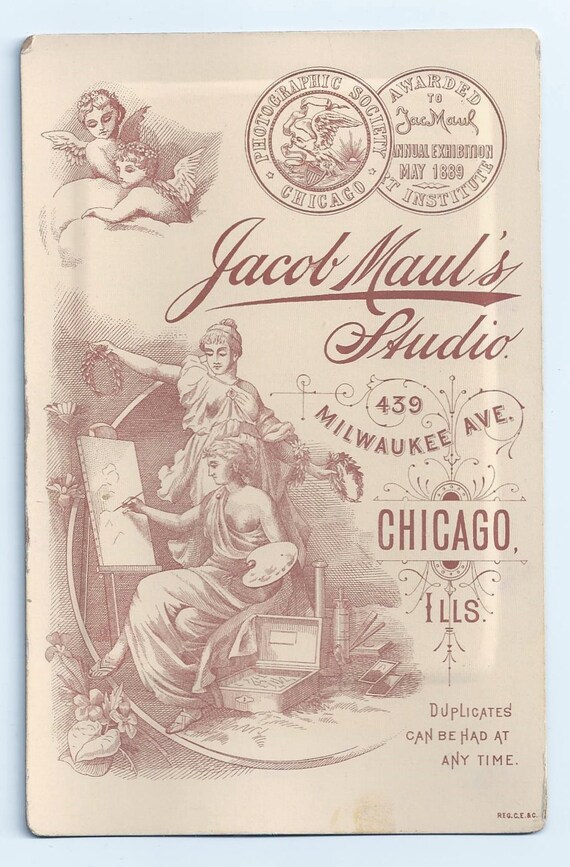 PHOTOGRAPHIC SOCIETY
CHICAGO
AWARDED
TO
Jac Maul
ANNUAL EXHIBITION
MAY 1889
T INSTITUTE
Jacob Maul's
Studio.
439
MILWAUKEE AVE.
CHICAGO,
ILLS.
DUPLICATES
CAN BE HAD AT
ANY TIME.
REG.C.E.&C.